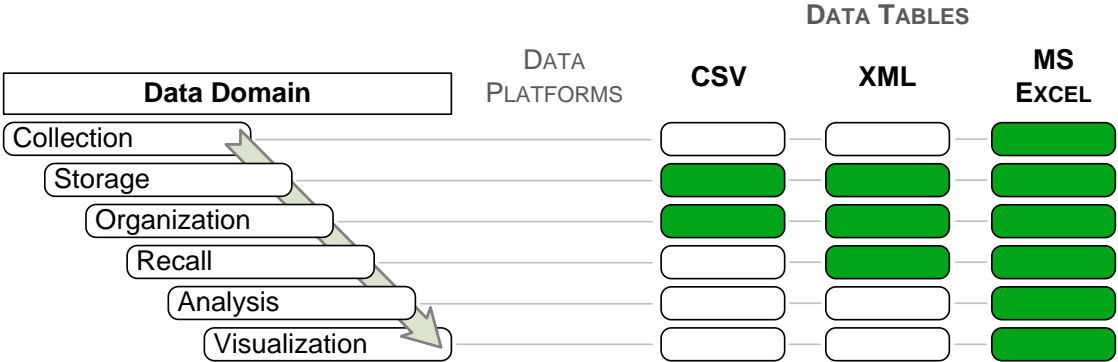 DATA TABLES
DATA
PLATFORMS
CSV
XML
MS
EXCEL
Data Domain
Collection
Storage
Organization
Recall
Analysis
Visualization